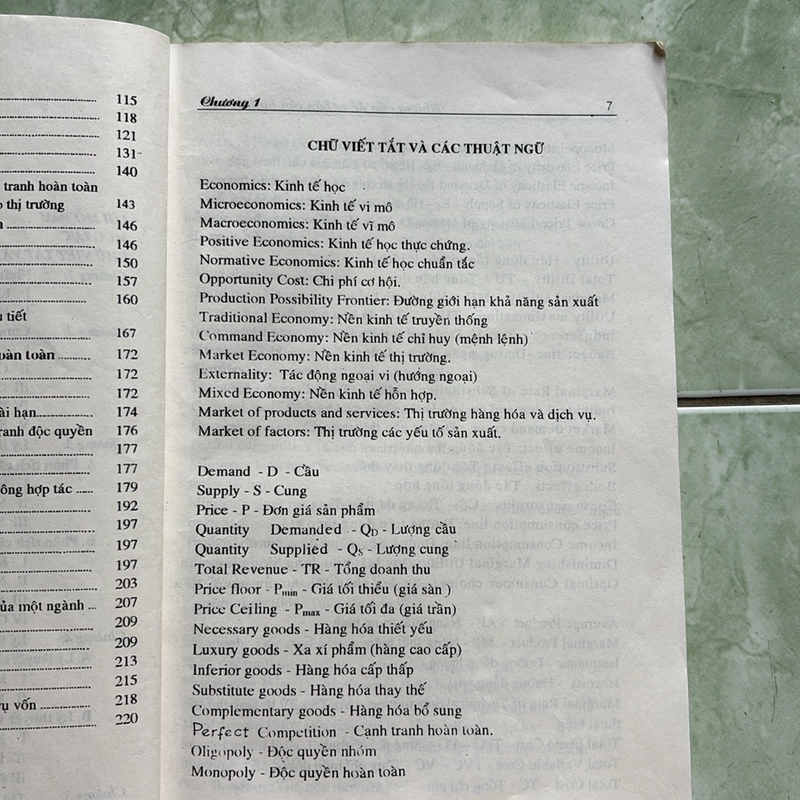 115
118
121
131
140
tranh hoàn toàn
thị trường 143
146
146
150
157
160
tiết
167
oàn toàn 172
172
172
ài hạn 174
ranh độc quyền 176
177
177
ông hợp tác 179
192
197
197
197
203
của một ngành 207
209
209
213
215
vốn 218
220
Chương 1 7
CHỮ VIẾT TẮT VÀ CÁC THUẬT NGỮ
Economics: Kinh tế học
Microeconomics: Kinh tế vi mô
Macroeconomics: Kinh tế vĩ mô
Positive Economics: Kinh tế học thực chứng.
Normative Economics: Kinh tế học chuẩn tắc
Opportunity Cost: Chi phí cơ hội.
Production Possibility Frontier: Đường giới hạn khả năng sản xuất
Traditional Economy: Nền kinh tế truyền thống
Command Economy: Nền kinh tế chỉ huy (mệnh lệnh)
Market Economy: Nền kinh tế thị trường.
Externality: Tác động ngoại vi (hướng ngoại)
Mixed Economy: Nền kinh tế hỗn hợp.
Market of products and services: Thị trường hàng hóa và dịch vụ.
Market of factors: Thị trường các yếu tố sản xuất.
Demand - D - Cầu
Supply - S - Cung
Price - P - Đơn giá sản phẩm
Quantity Demanded - QD - Lượng cầu
Quantity Supplied - QS - Lượng cung
Total Revenue - TR - Tổng doanh thu
Price floor - Pmin - Giá tối thiểu (giá sàn )
Price Ceiling - Pmax - Giá tối đa (giá trần)
Necessary goods - Hàng hóa thiết yếu
Luxury goods - Xa xí phẩm (hàng cao cấp)
Inferior goods - Hàng hóa cấp thấp
Substitute goods - Hàng hóa thay thế
Complementary goods - Hàng hóa bổ sung
Perfect Competition - Cạnh tranh hoàn toàn.
Oligopoly - Độc quyền nhóm
Monopoly - Độc quyền hoàn toàn